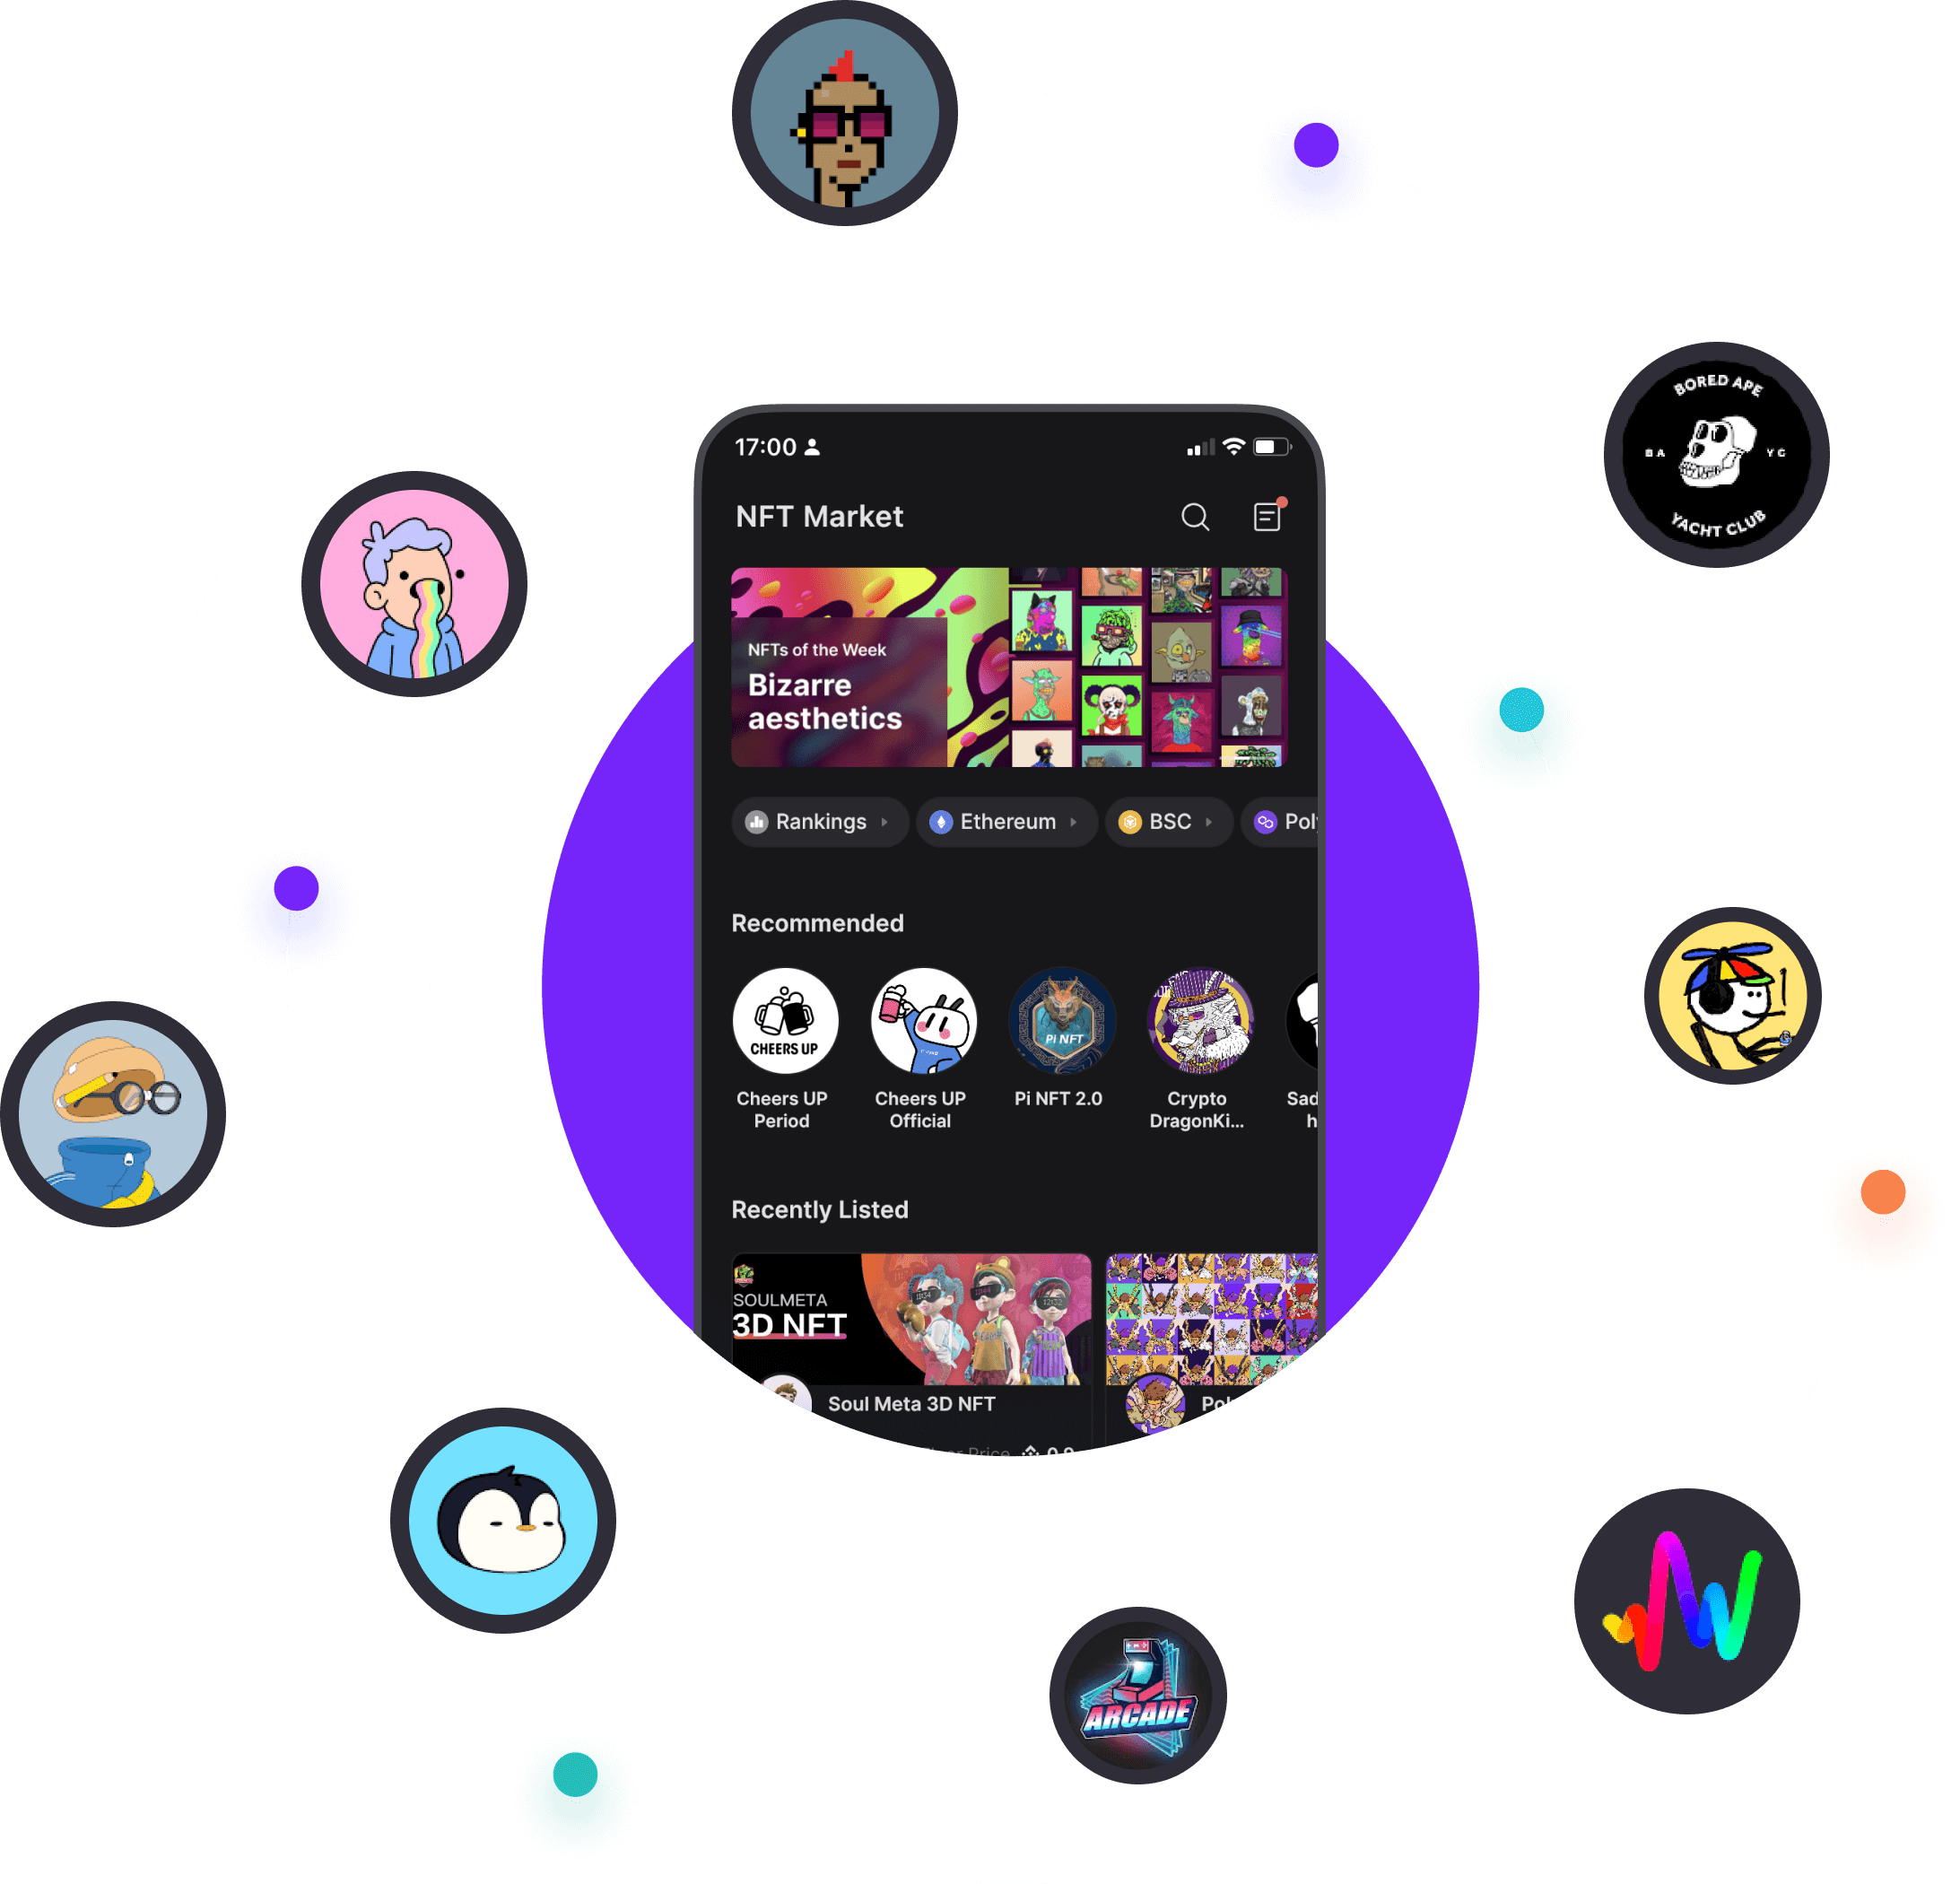 BORED APE
BA YC
YACHT CLUB
17:00
NFT Market
NFTs of the Week
Bizarre
aesthetics
Rankings
Ethereum
BSC
Pol
Recommended
CHEERS UP
Pi NFT
Cheers UP
Period
Cheers UP
Official
Pi NFT 2.0
Crypto
DragonKi...
Sad
h
Recently Listed
SOULMETA
3D NFT
Soul Meta 3D NFT
Price
ARCADE